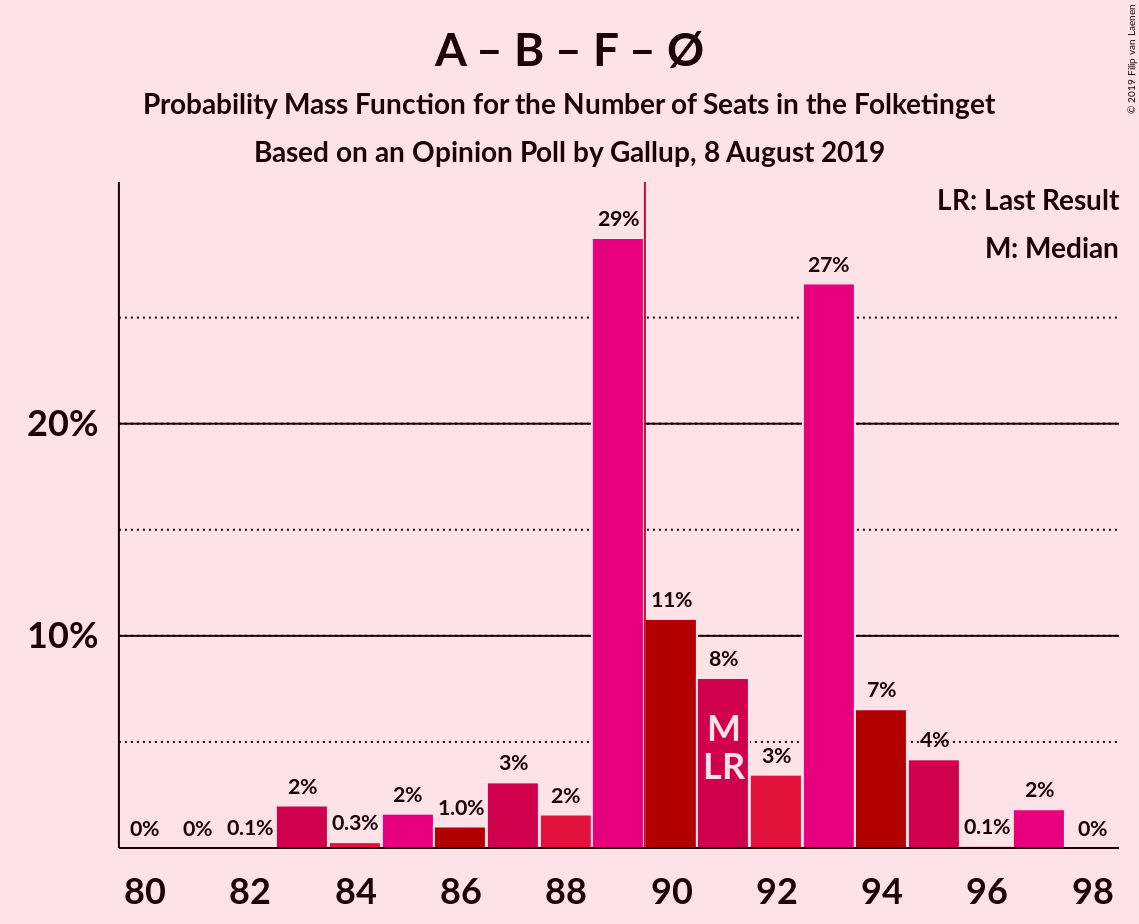 A – B – F – Ø
Probability Mass Function for the Number of Seats in the Folketinget
Based on an Opinion Poll by Gallup, 8 August 2019
© 2019 Filip van Laenen
LR: Last Result
M: Median
20%
10%
0%
0%
0.1%
2%
0.3%
2%
1.0%
3%
2%
29%
11%
8%
M
LR
3%
27%
7%
4%
0.1%
2%
0%
80 82 84 86 88 90 92 94 96 98